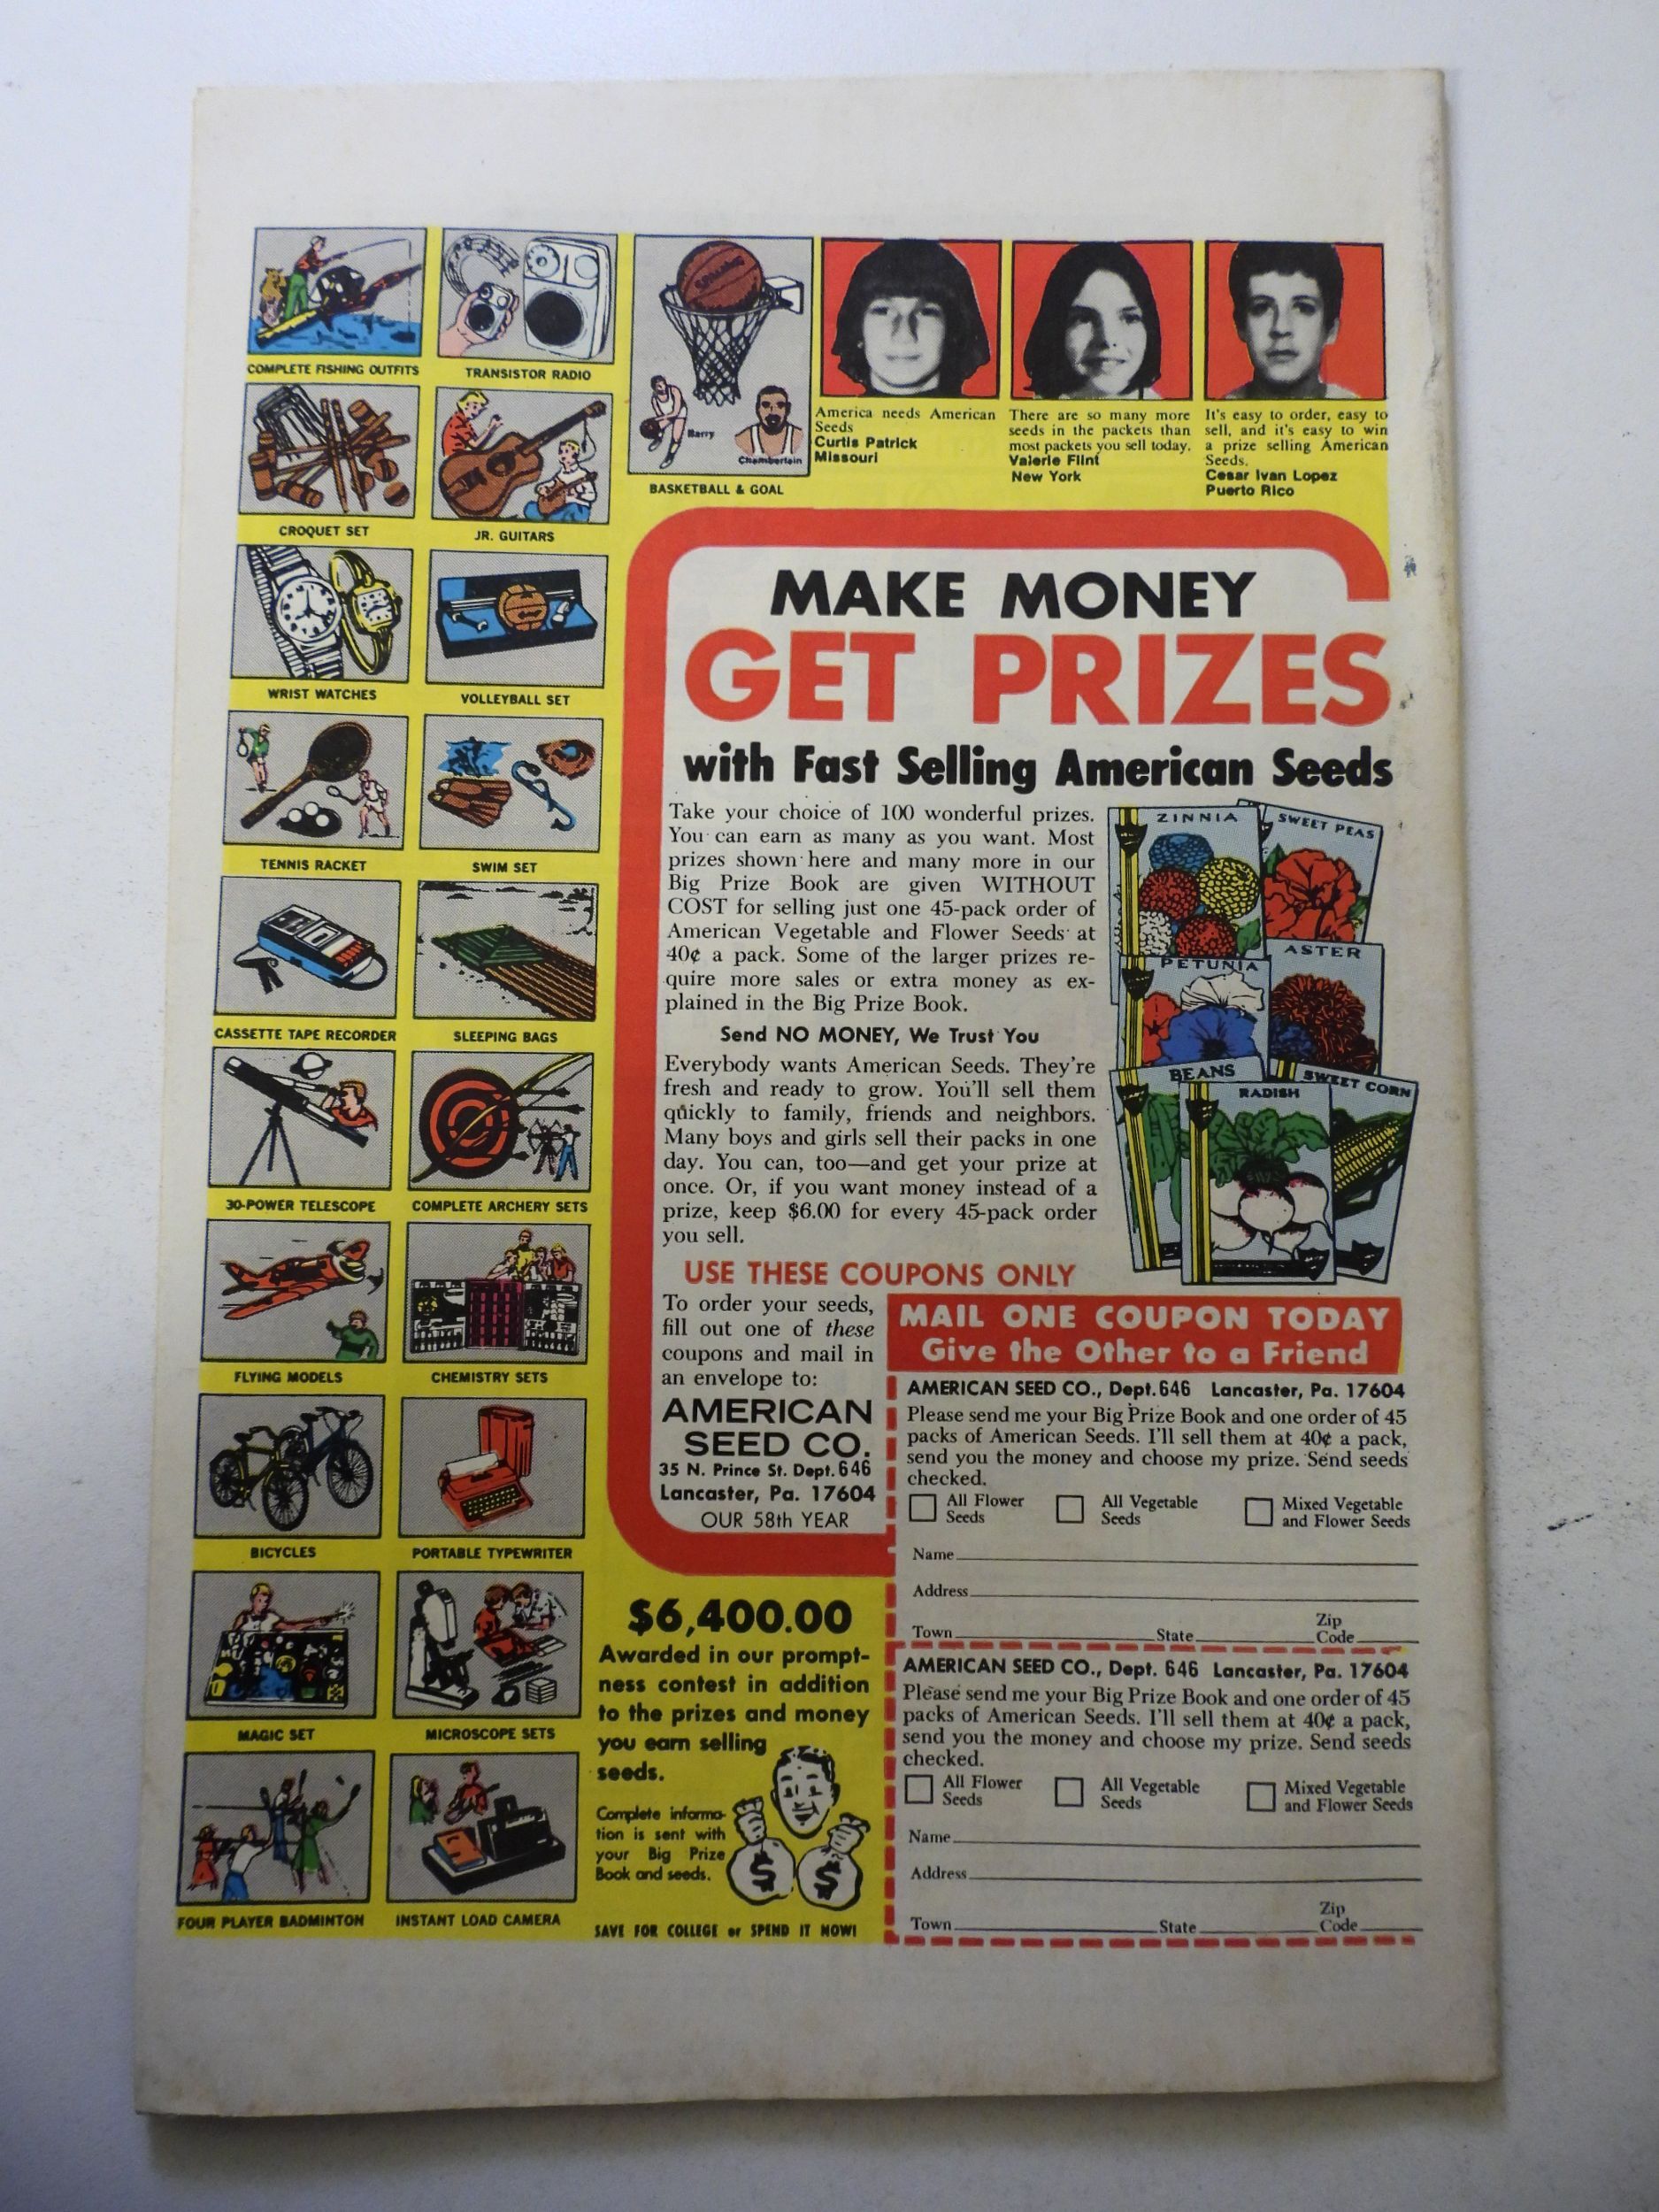 COMPLETE FISHING OUTFITS
TRANSISTOR RADIO
SPALDING
Barry
Chamberlain
BASKETBALL & GOAL
America needs American
Seeds
Curtis Patrick
Missouri
There are so many more
seeds in the packets than
most packets you sell today.
Valerie Flint
New York
It's easy to order, easy to
sell, and it's easy to win
a prize selling American
Seeds.
Cesar Ivan Lopez
Puerto Rico
CROQUET SET
JR. GUITARS
WRIST WATCHES
VOLLEYBALL SET
TENNIS RACKET
SWIM SET
CASSETTE TAPE RECORDER
SLEEPING BAGS
30-POWER TELESCOPE
COMPLETE ARCHERY SETS
FLYING MODELS
CHEMISTRY SETS
BICYCLES
PORTABLE TYPEWRITER
MAGIC SET
MICROSCOPE SETS
FOUR PLAYER BADMINTON
INSTANT LOAD CAMERA
MAKE MONEY
GET PRIZES
with Fast Selling American Seeds
Take your choice of 100 wonderful prizes.
You can earn as many as you want. Most
prizes shown here and many more in our
Big Prize Book are given WITHOUT
COST for selling just one 45-pack order of
American Vegetable and Flower Seeds at
40¢ a pack. Some of the larger prizes re-
quire more sales or extra money as ex-
plained in the Big Prize Book.
Send NO MONEY, We Trust You
Everybody wants American Seeds. They're
fresh and ready to grow. You'll sell them
quickly to family, friends and neighbors.
Many boys and girls sell their packs in one
day. You can, too—and get your prize at
once. Or, if you want money instead of a
prize, keep $6.00 for every 45-pack order
you sell.
ZINNIA
SWEET PEAS
PETUNIA
ASTER
BEANS
RADISH
SWEET CORN
USE THESE COUPONS ONLY
To order your seeds,
fill out one of these
coupons and mail in
an envelope to:
AMERICAN
SEED CO.
35 N. Prince St. Dept. 646
Lancaster, Pa. 17604
OUR 58th YEAR
MAIL ONE COUPON TODAY
Give the Other to a Friend
AMERICAN SEED CO., Dept. 646 Lancaster, Pa. 17604
Please send me your Big Prize Book and one order of 45
packs of American Seeds. I'll sell them at 40¢ a pack,
send you the money and choose my prize. Send seeds
checked.
All Flower
Seeds
All Vegetable
Seeds
Mixed Vegetable
and Flower Seeds
Name
Address
Town State Zip
Code
$6,400.00
Awarded in our prompt-
ness contest in addition
to the prizes and money
you earn selling
seeds.
Complete informa-
tion is sent with
your Big Prize
Book and seeds.
$ $
SAVE FOR COLLEGE or SPEND IT NOW!
AMERICAN SEED CO., Dept. 646 Lancaster, Pa. 17604
Please send me your Big Prize Book and one order of 45
packs of American Seeds. I'll sell them at 40¢ a pack,
send you the money and choose my prize. Send seeds
checked.
All Flower
Seeds
All Vegetable
Seeds
Mixed Vegetable
and Flower Seeds
Name
Address
Town State Zip
Code